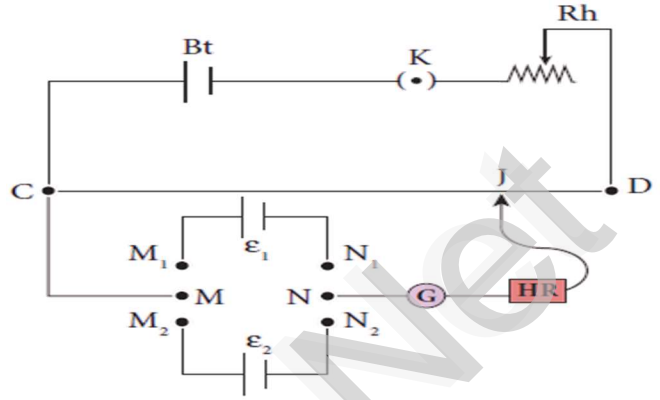 Rh
Bt
K
( • )
C
J
D
ε₁
M₁
N₁
M
N
G
HR
M₂
N₂
ε₂
Net